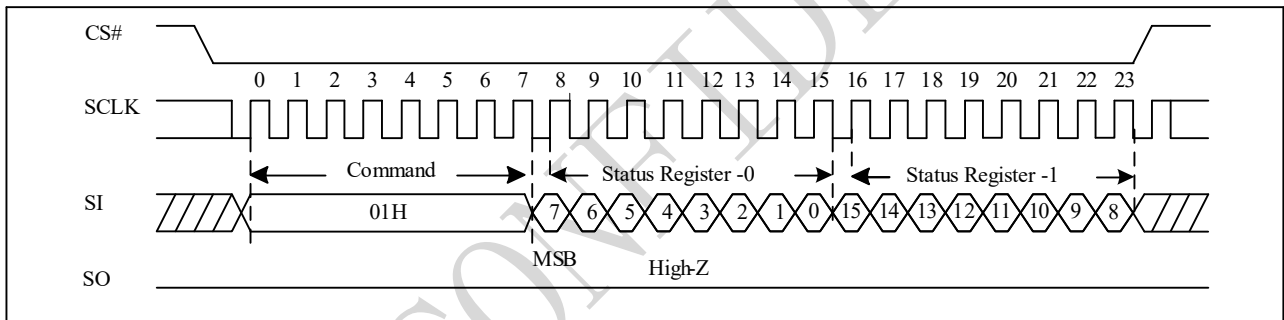 CS#
0 1 2 3 4 5 6 7 8 9 10 11 12 13 14 15 16 17 18 19 20 21 22 23
SCLK
Command Status Register -0 Status Register -1
SI 01H 7 6 5 4 3 2 1 0 15 14 13 12 11 10 9 8
MSB High-Z
SO